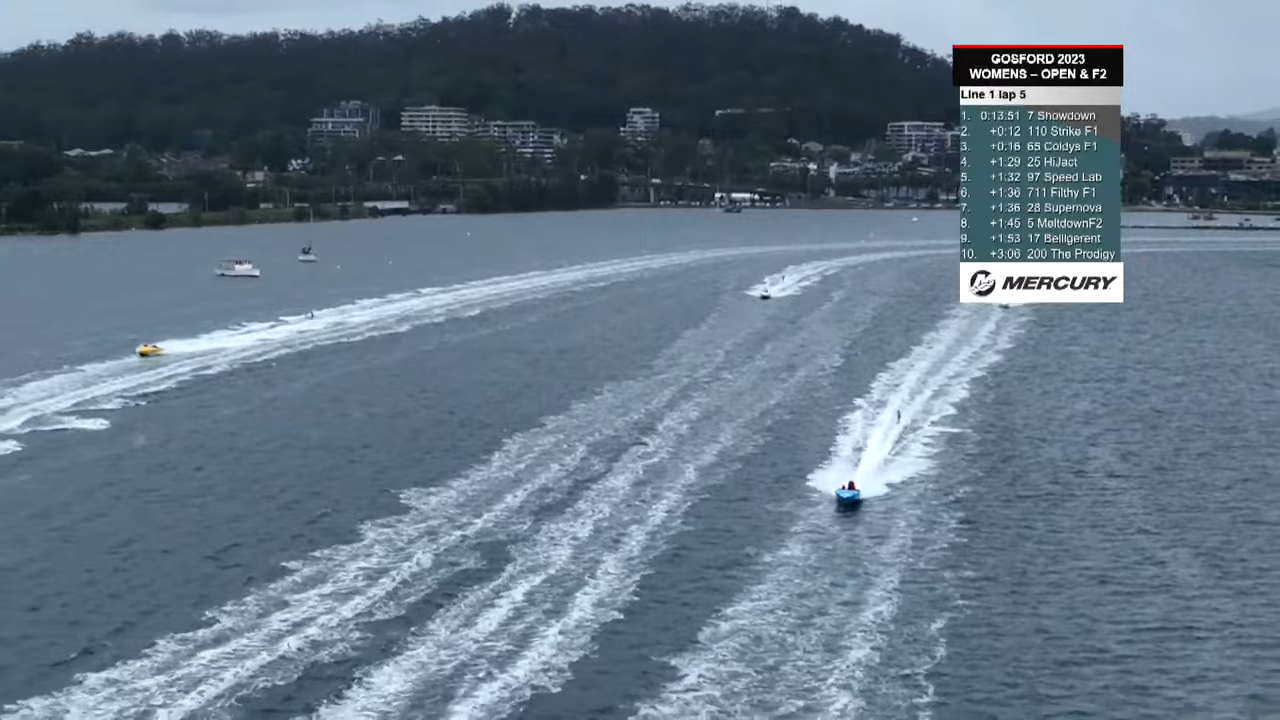 GOSFORD 2023
WOMENS – OPEN & F2
Line 1 lap 5
1. 0:13:51 7 Showdown
2. +0:12 110 Strike F1
3. +0:16 65 Coldys F1
4. +1:29 25 HiJact
5. +1:32 97 Speed Lab
6. +1:36 711 Filthy F1
7. +1:36 28 Supernova
8. +1:45 5 MeltdownF2
9. +1:53 17 Belligerent
10. +3:06 200 The Prodigy
MERCURY